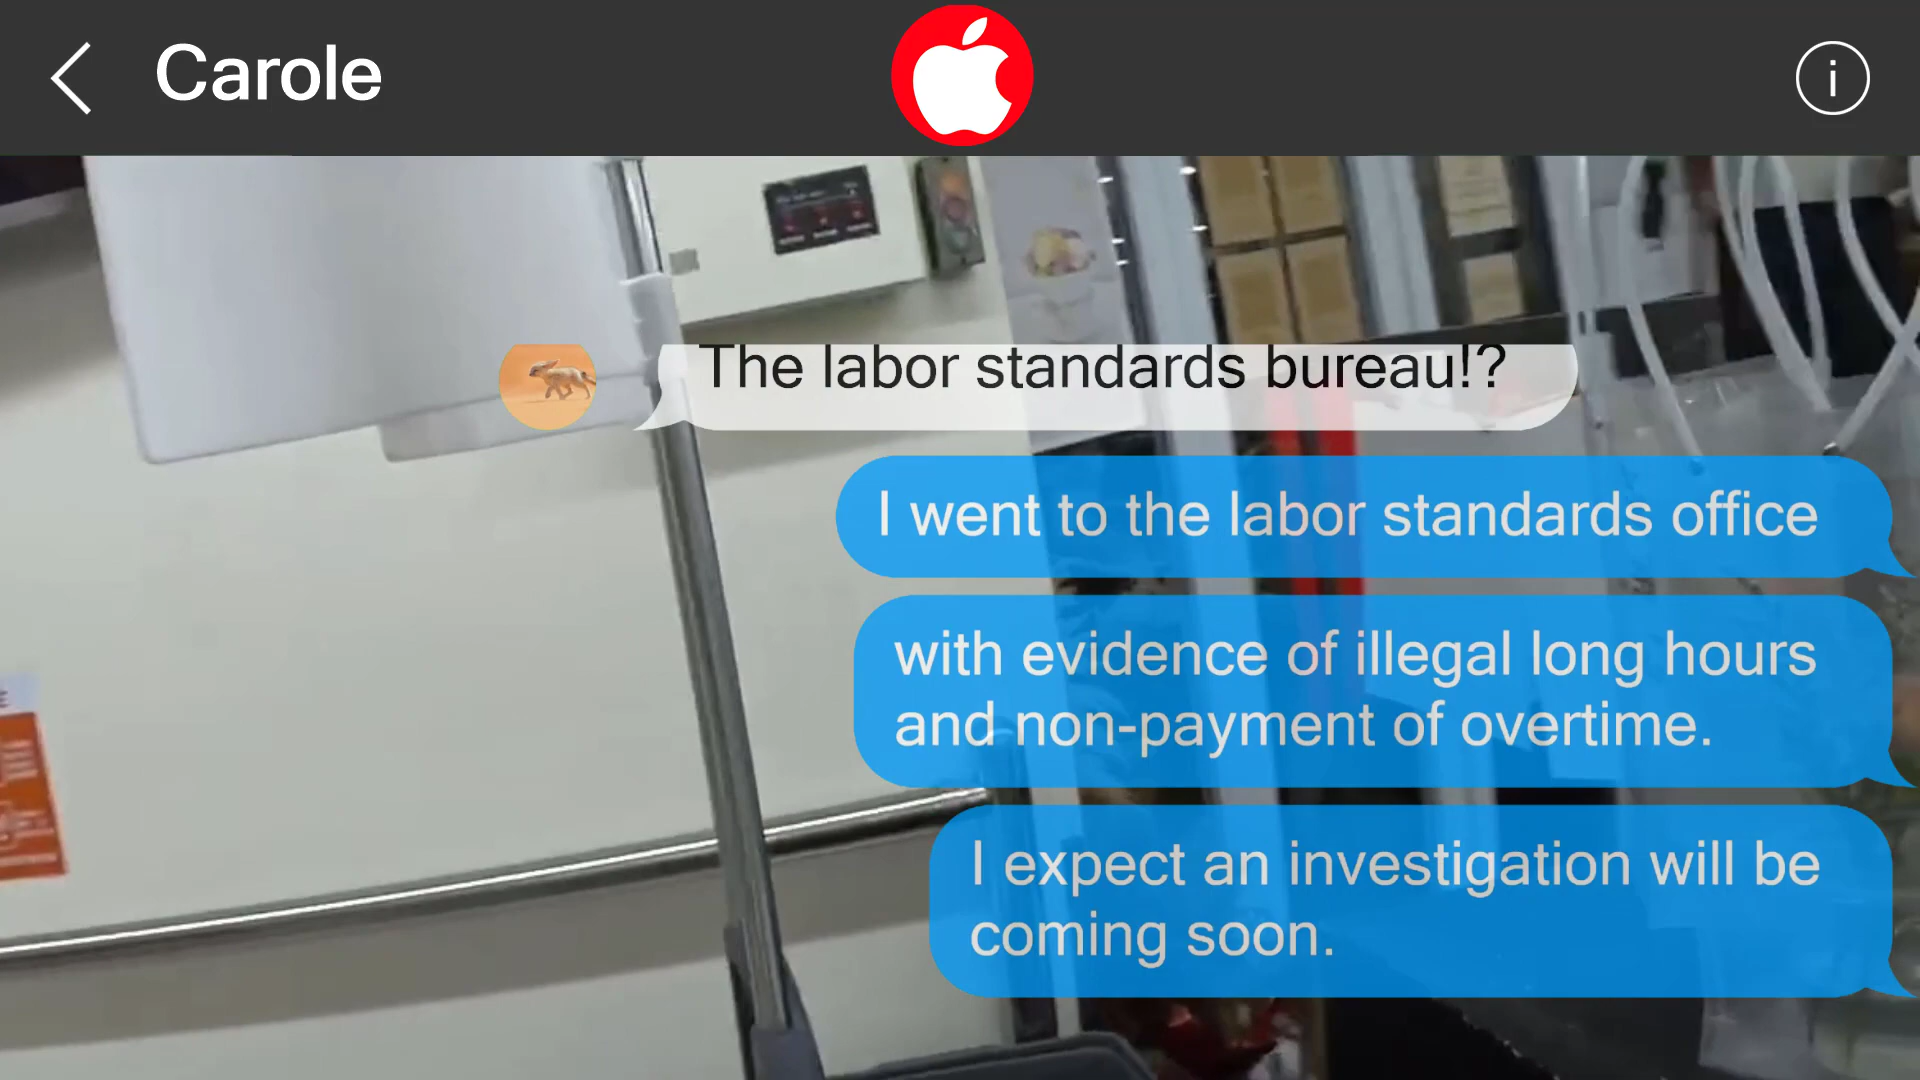 Carole
The labor standards bureau!?
I went to the labor standards office
with evidence of illegal long hours
and non-payment of overtime.
I expect an investigation will be
coming soon.